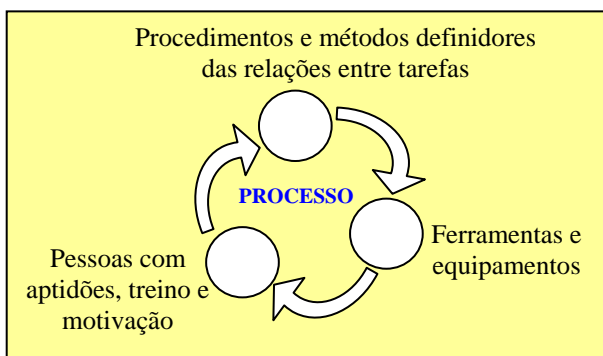 Procedimentos e métodos definidores
das relações entre tarefas
PROCESSO
Ferramentas e
equipamentos
Pessoas com
aptidões, treino e
motivação